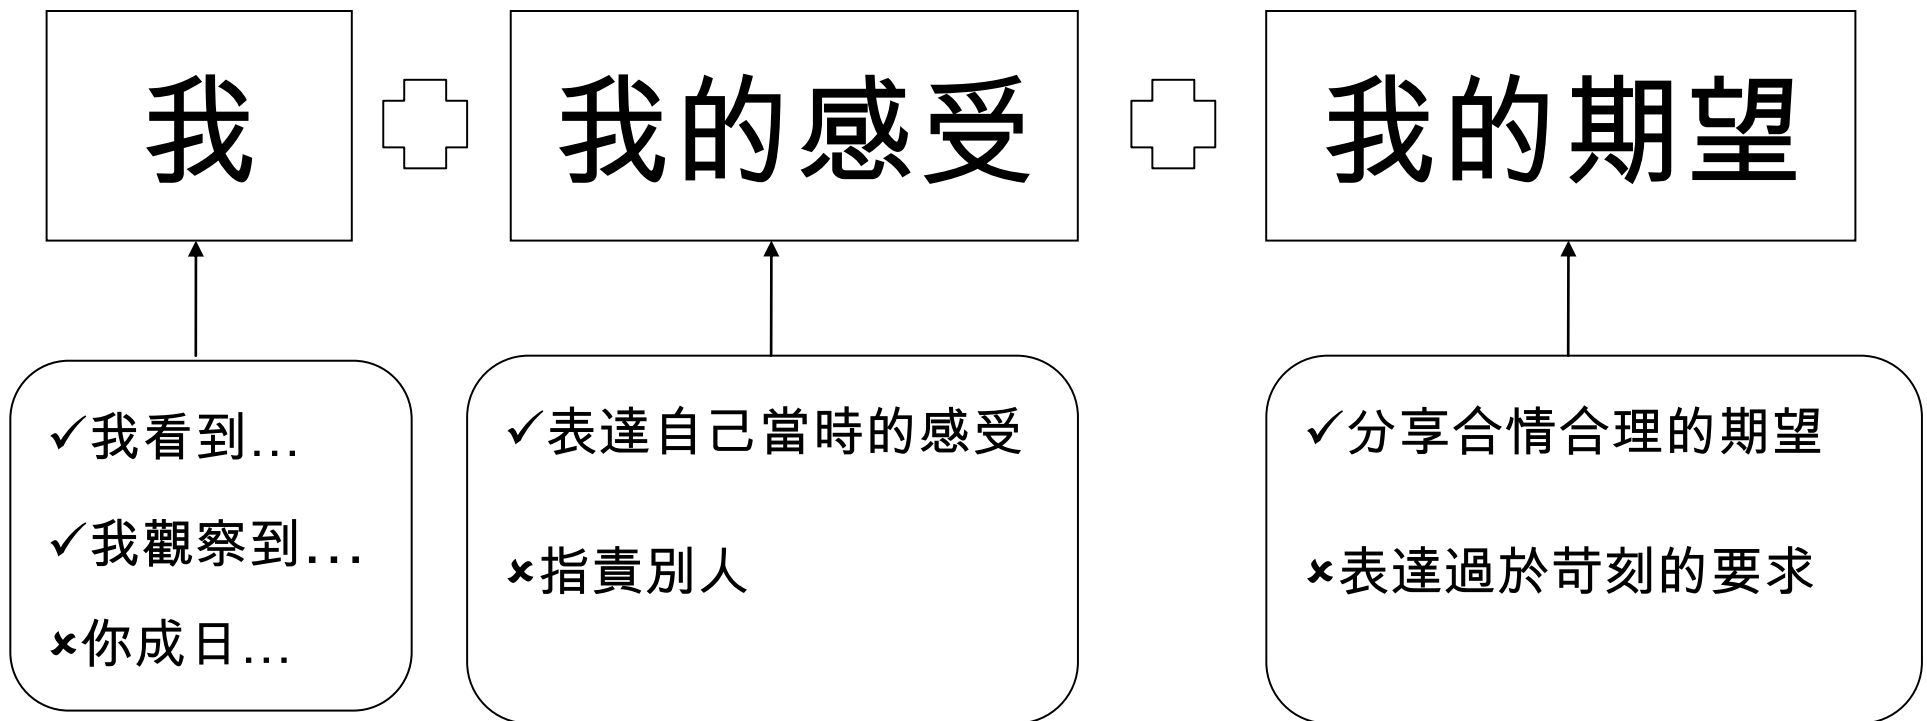 我
我的感受
我的期望
✓我看到...
✓我觀察到...
✘你成日...
✓表達自己當時的感受
✘指責別人
✓分享合情合理的期望
✘表達過於苛刻的要求